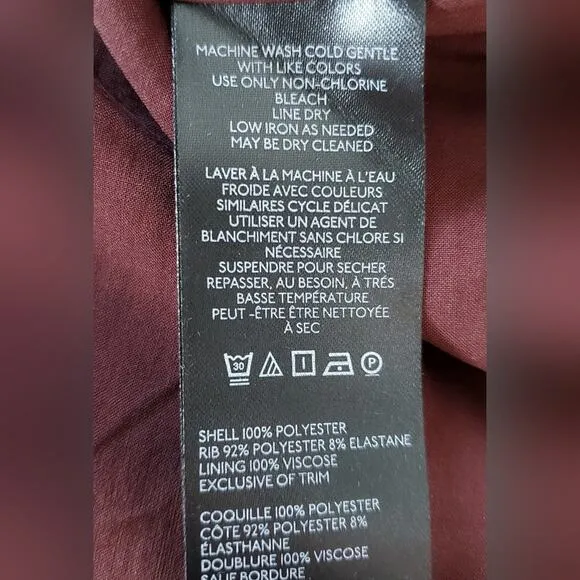 MACHINE WASH COLD GENTLE
WITH LIKE COLORS
USE ONLY NON-CHLORINE
BLEACH
LINE DRY
LOW IRON AS NEEDED
MAY BE DRY CLEANED
LAVER À LA MACHINE À L'EAU
FROIDE AVEC COULEURS
SIMILAIRES CYCLE DÉLICAT
UTILISER UN AGENT DE
BLANCHIMENT SANS CHLORE SI
NÉCESSAIRE
SUSPENDRE POUR SECHER
REPASSER, AU BESOIN, À TRÉS
BASSE TEMPÉRATURE
PEUT -ÊTRE ÊTRE NETTOYÉE
À SEC
30 P
SHELL 100% POLYESTER
RIB 92% POLYESTER 8% ELASTANE
LINING 100% VISCOSE
EXCLUSIVE OF TRIM
COQUILLE 100% POLYESTER
CÔTE 92% POLYESTER 8%
ÉLASTHANNE
DOUBLURE 100% VISCOSE
SAUF BORDURE